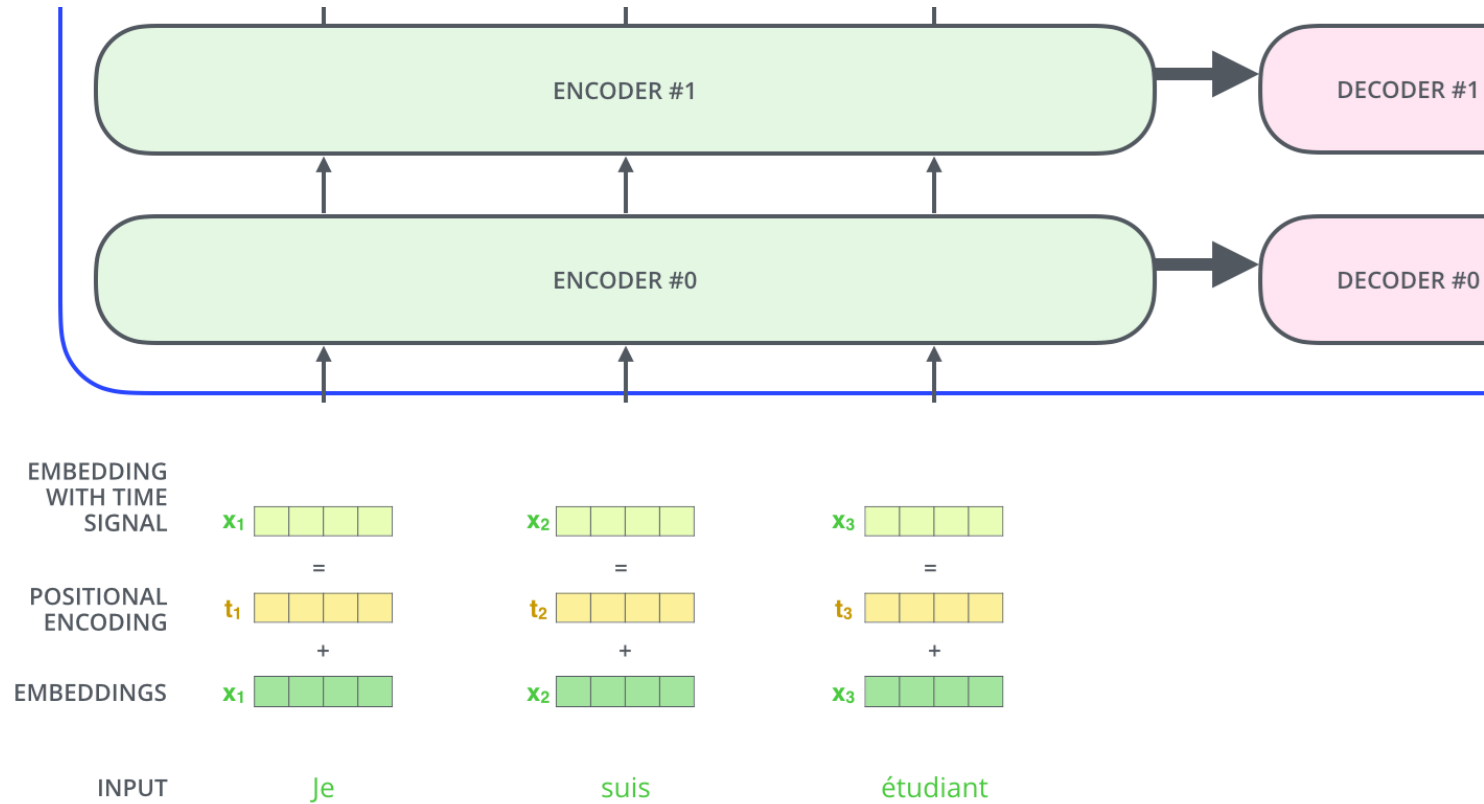 ENCODER #1
DECODER #1
ENCODER #0
DECODER #0
EMBEDDING
WITH TIME
SIGNAL
x₁ x₂ x₃
= = =
POSITIONAL
ENCODING
t₁ t₂ t₃
+ + +
EMBEDDINGS x₁ x₂ x₃
INPUT Je suis étudiant